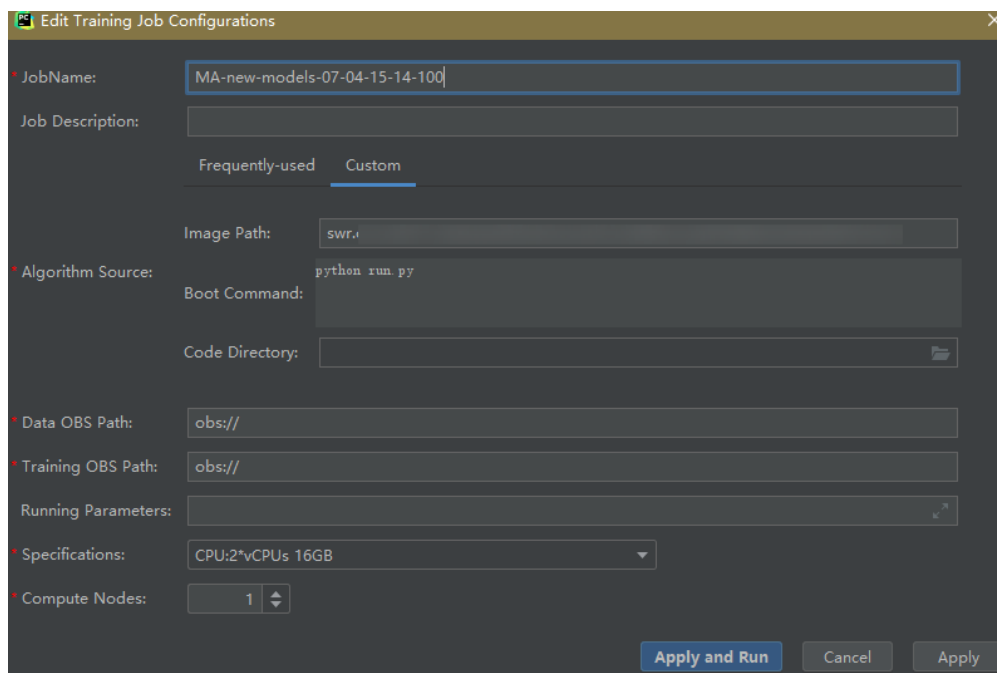 PC Edit Training Job Configurations
* JobName: MA-new-models-07-04-15-14-100
Job Description:
Frequently-used Custom
Image Path: swr.
* Algorithm Source:
python run.py
Boot Command:
Code Directory:
* Data OBS Path: obs://
* Training OBS Path: obs://
Running Parameters:
* Specifications: CPU:2*vCPUs 16GB
* Compute Nodes: 1
Apply and Run Cancel Apply